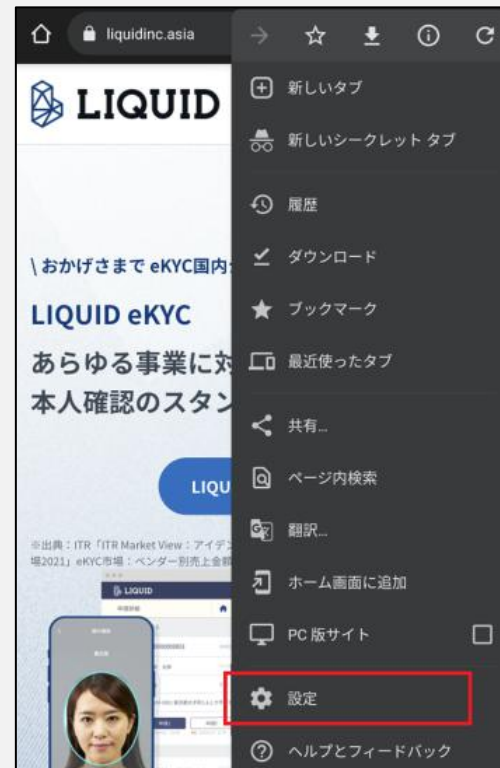 liquidinc.asia
LIQUID
\ おかげさまで eKYC国内
LIQUID eKYC
あらゆる事業に対
本人確認のスタン
LIQU
※出典：ITR「ITR Market View：アイデン
場2021」eKYC市場：ベンダー別売上金額
LIQUID
新しいタブ
新しいシークレット タブ
履歴
ダウンロード
ブックマーク
最近使ったタブ
共有...
ページ内検索
翻訳...
ホーム画面に追加
PC 版サイト
設定
ヘルプとフィードバック